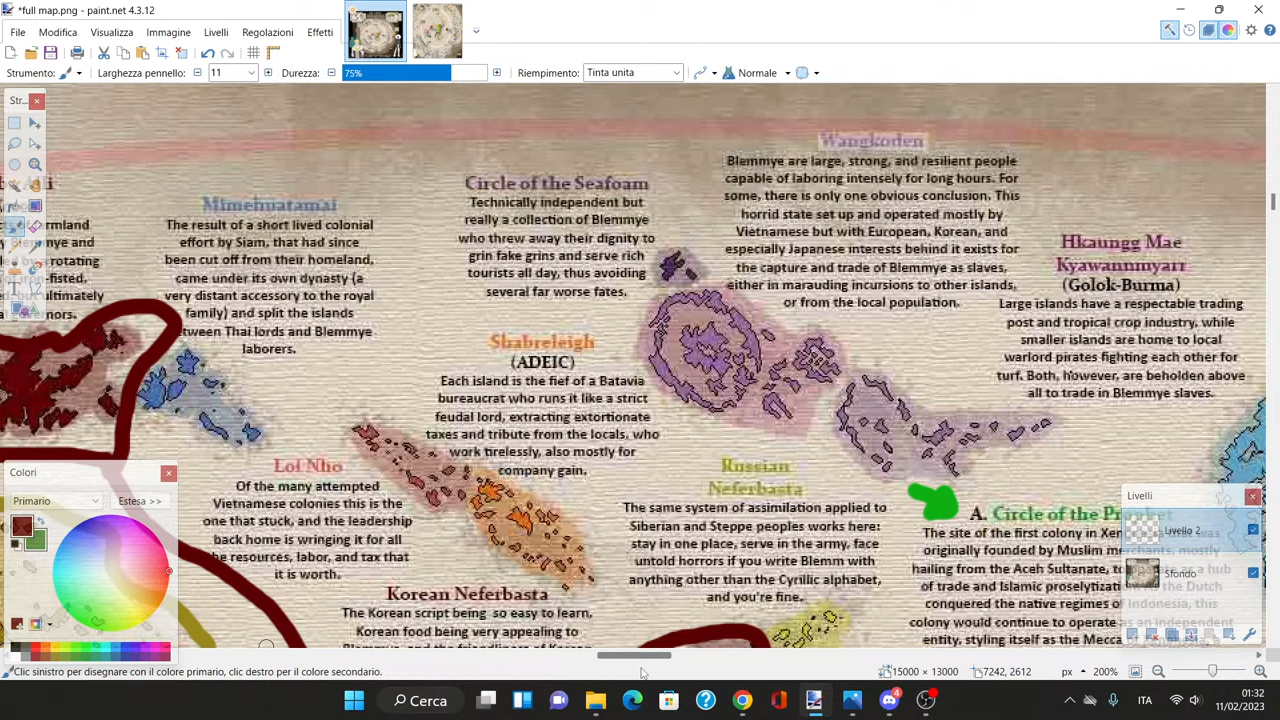 *full map.png - paint.net 4.3.12
File Modifica Visualizza Immagine Livelli Regolazioni Effetti
Strumento: Larghezza pennello: 11 Durezza: 75% Riempimento: Tinta unita Normale
Str...
Wangkoden
Blemmye are large, strong, and resilient people
capable of laboring intensely for long hours. For
some, there is only one obvious conclusion. This
horrid state set up and operated mostly by
Vietnamese but with European, Korean, and
especially Japanese interests behind it exists for
the capture and trade of Blemmye as slaves,
either in marauding incursions to other islands,
or from the local population.
Circle of the Seafoam
Technically independent but
really a collection of Blemmye
who threw away their dignity to
grin fake grins and serve rich
tourists all day, thus avoiding
several far worse fates.
Mimeimatamai
The result of a short lived colonial
effort by Siam, that had since
been cut off from their homeland,
came under its own dynasty (a
very distant accessory to the royal
family) and split the islands
between Thai lords and Blemmye
laborers.
Hkaungg Mae
Kyawannmyarr
(Golok-Burma)
Large islands have a respectable trading
post and tropical crop industry, while
smaller islands are home to local
warlord pirates fighting each other for
turf. Both, however, are beholden above
all to trade in Blemmye slaves.
Shabreleigh
(ADEIC)
Each island is the fief of a Batavia
bureaucrat who runs it like a strict
feudal lord, extracting extortionate
taxes and tribute from the locals, who
work tirelessly, also mostly for
company gain.
Loi Nho
Of the many attempted
Vietnamese colonies this is the
one that stuck, and the leadership
back home is wringing it for all
the resources, labor, and tax that
it is worth.
Russian
Neferbasta
The same system of assimilation applied to
Siberian and Steppe peoples works here:
stay in one place, serve in the army, face
untold horrors if you write Blemm with
anything other than the Cyrillic alphabet,
and you're fine.
Korean Neferbasta
The Korean script being so easy to learn,
Korean food being very appealing to
A. Circle of the Prophet
The site of the first colony in
originally founded by Muslim merchants, mostly
hailing from the Aceh Sultanate, to
of trade and Islamic proselytiza the Dutch
conquered the native regimes of Indonesia, this
colony would continue to operate as an independent
entity, styling itself as the Mecca
Colori
Primario Estesa >>
Livelli
Livello 2
Sfondo
Clic sinistro per disegnare con il colore primario, clic destro per il colore secondario.
15000 × 13000 7242, 2612 px 200%
Cerca
4
ITA
01:32
11/02/2023